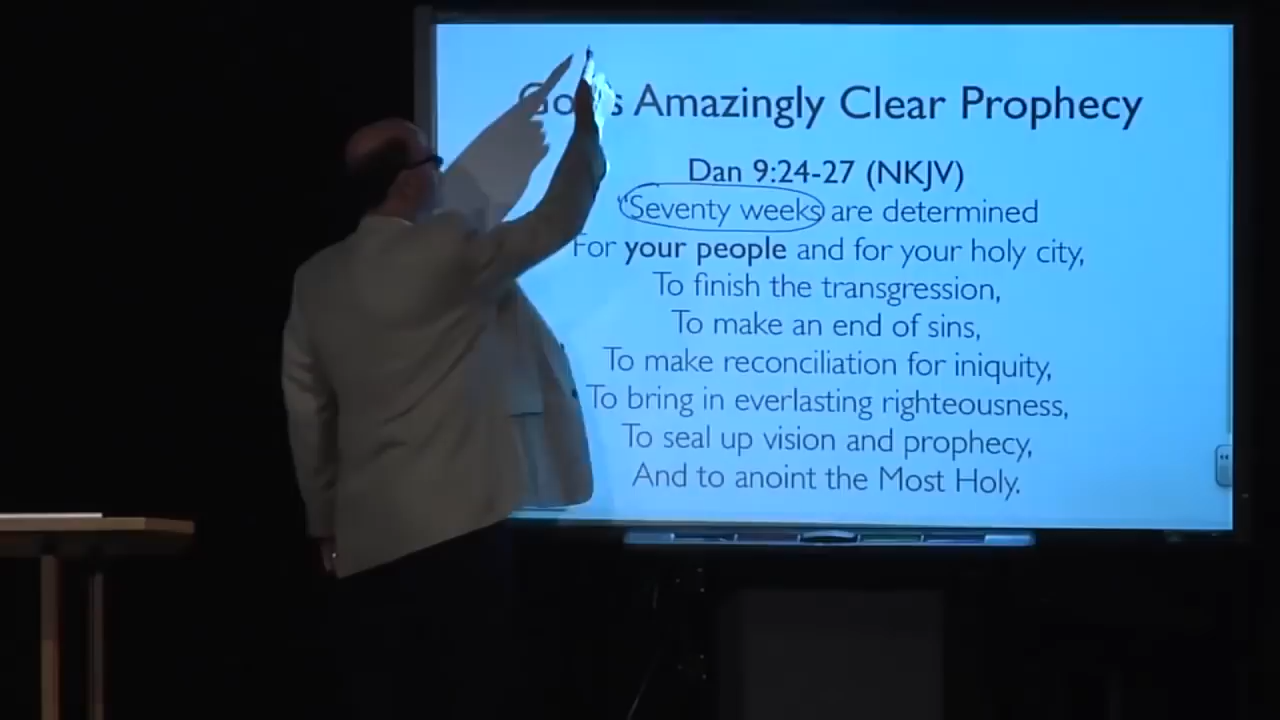 God's Amazingly Clear Prophecy
Dan 9:24-27 (NKJV)
"Seventy weeks are determined
For your people and for your holy city,
To finish the transgression,
To make an end of sins,
To make reconciliation for iniquity,
To bring in everlasting righteousness,
To seal up vision and prophecy,
And to anoint the Most Holy.